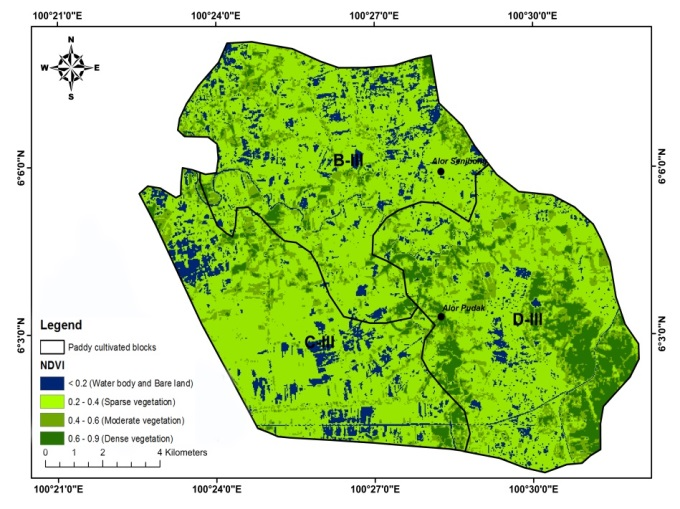 100°21'0"E 100°24'0"E 100°27'0"E 100°30'0"E
N
W E
S
6°6'0"N 6°6'0"N
B-III
Alor Senibong
Alor Pudak
D-III
C-III
6°3'0"N 6°3'0"N
Legend
Paddy cultivated blocks
NDVI
< 0.2 (Water body and Bare land)
0.2 - 0.4 (Sparse vegetation)
0.4 - 0.6 (Moderate vegetation)
0.6 - 0.9 (Dense vegetation)
0 1 2 4 Kilometers
100°21'0"E 100°24'0"E 100°27'0"E 100°30'0"E